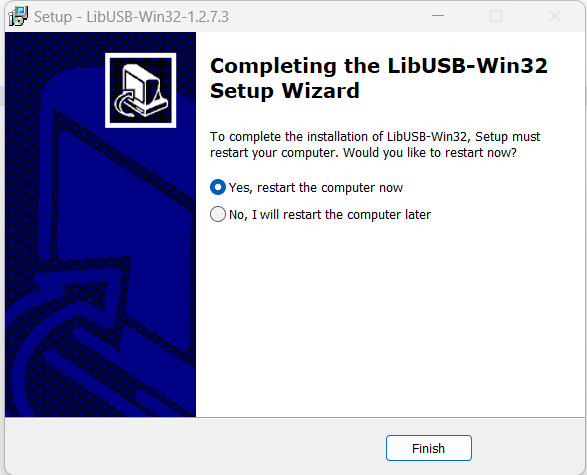 Setup - LibUSB-Win32-1.2.7.3
Completing the LibUSB-Win32
Setup Wizard
To complete the installation of LibUSB-Win32, Setup must
restart your computer. Would you like to restart now?
Yes, restart the computer now
No, I will restart the computer later
Finish